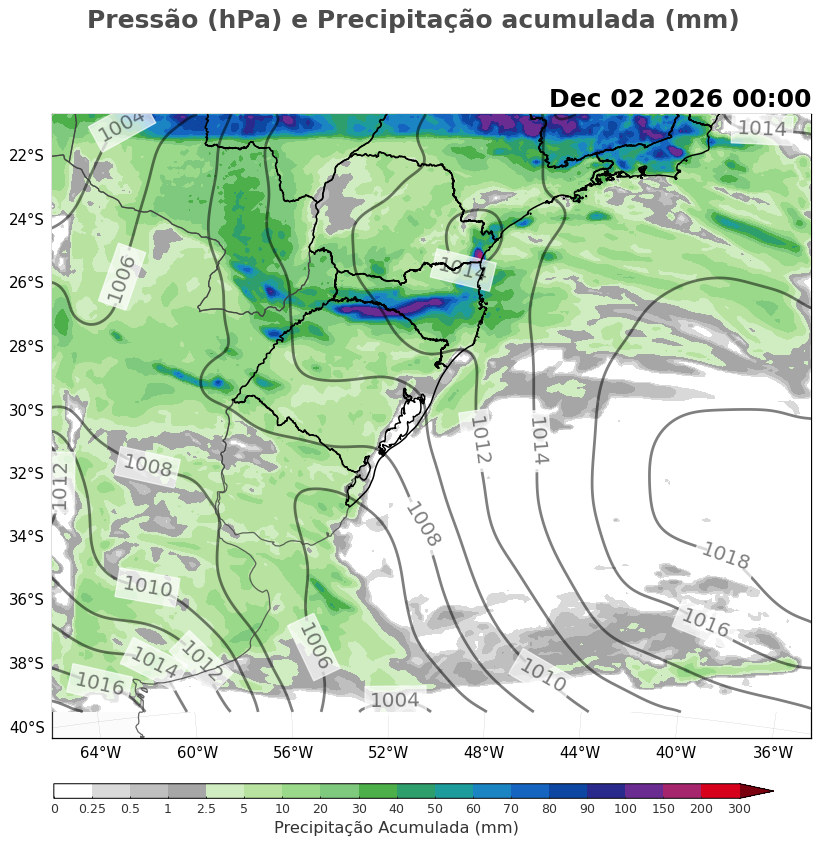 Pressão (hPa) e Precipitação acumulada (mm)
Dec 02 2026 00:00
1004
1014
22°S
24°S
1006
1014
26°S
28°S
30°S
1012
1014
1008
1012
32°S
1008
34°S
1018
1010
36°S
1016
1006
1012
1014
38°S
1010
1016
1004
40°S
64°W 60°W 56°W 52°W 48°W 44°W 40°W 36°W
0 0.25 0.5 1 2.5 5 10 20 30 40 50 60 70 80 90 100 150 200 300
Precipitação Acumulada (mm)